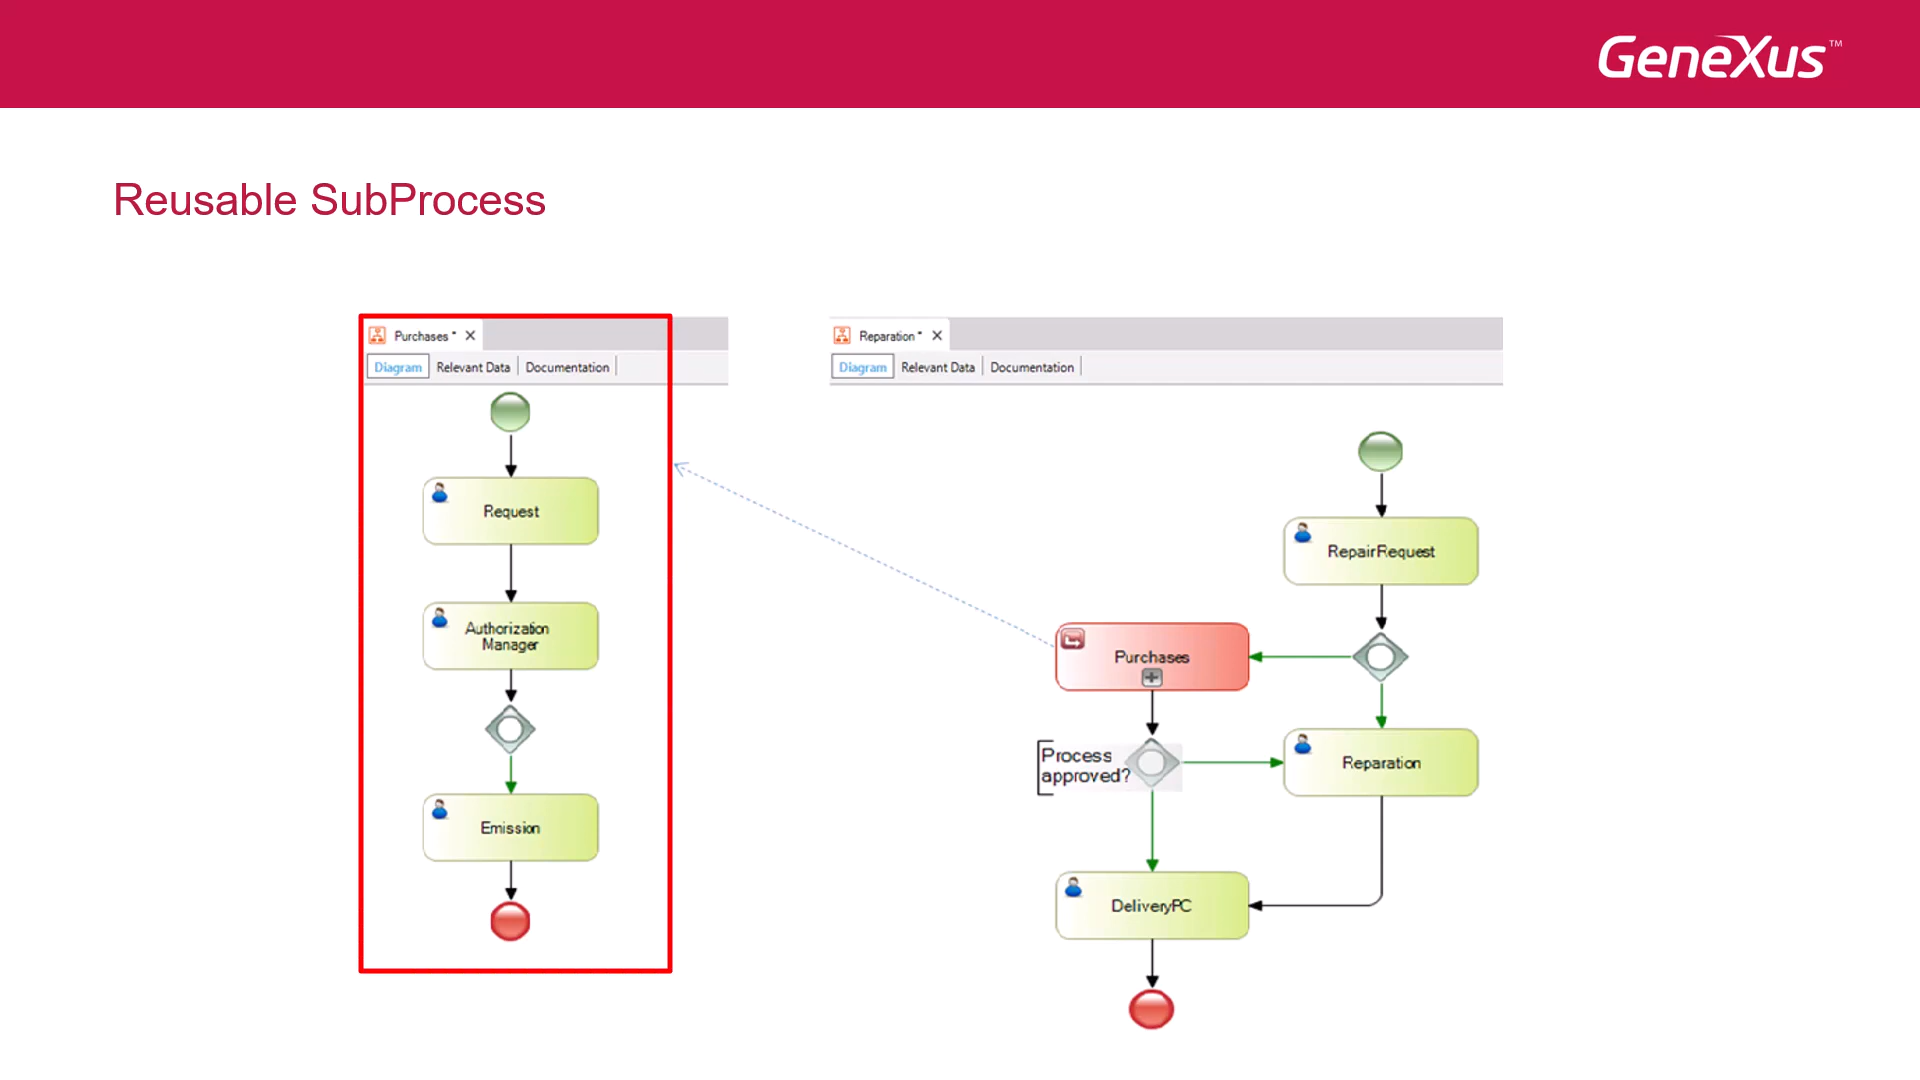 GeneXus™
Reusable SubProcess
Purchases *
Diagram Relevant Data Documentation
Request
Authorization
Manager
Emission
Reparation *
Diagram Relevant Data Documentation
RepairRequest
Purchases
Process
approved?
Reparation
DeliveryPC